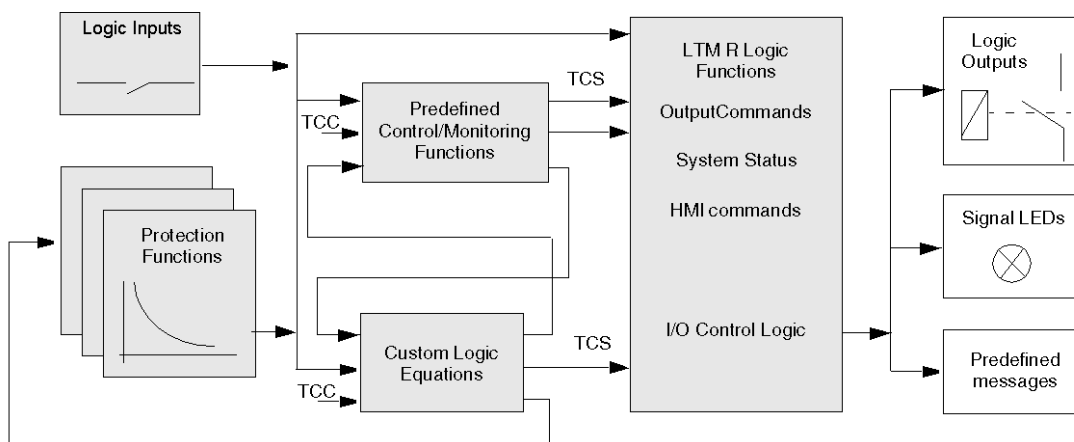 Logic Inputs
Protection
Functions
TCC
Predefined
Control/Monitoring
Functions
TCS
TCC
Custom Logic
Equations
TCS
LTM R Logic
Functions
OutputCommands
System Status
HMI commands
I/O Control Logic
Logic
Outputs
Signal LEDs
Predefined
messages